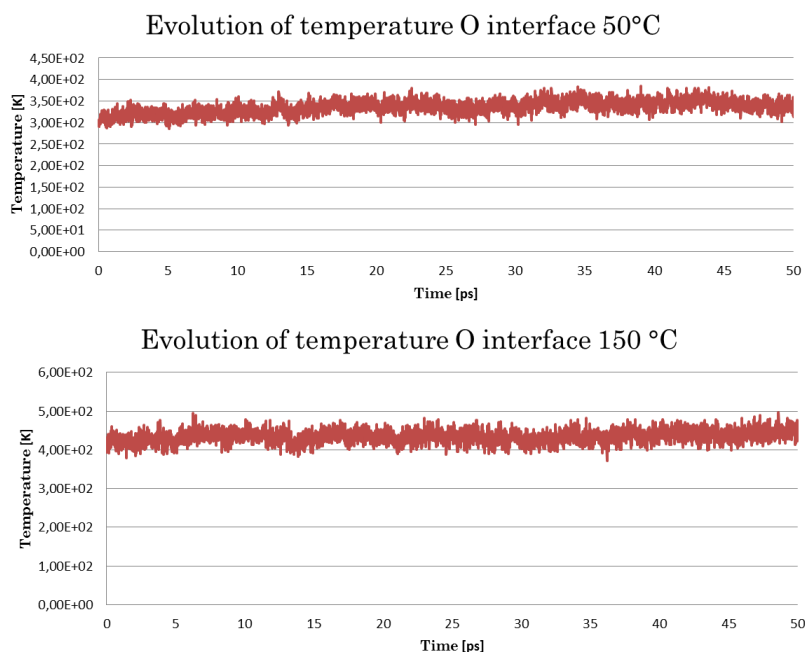 Evolution of temperature O interface 50°C
4,50E+02
4,00E+02
3,50E+02
3,00E+02
2,50E+02
2,00E+02
1,50E+02
1,00E+02
5,00E+01
0,00E+00
Temperature [K]
0 5 10 15 20 25 30 35 40 45 50
Time [ps]
Evolution of temperature O interface 150 °C
6,00E+02
5,00E+02
4,00E+02
3,00E+02
2,00E+02
1,00E+02
0,00E+00
Temperature [K]
0 5 10 15 20 25 30 35 40 45 50
Time [ps]